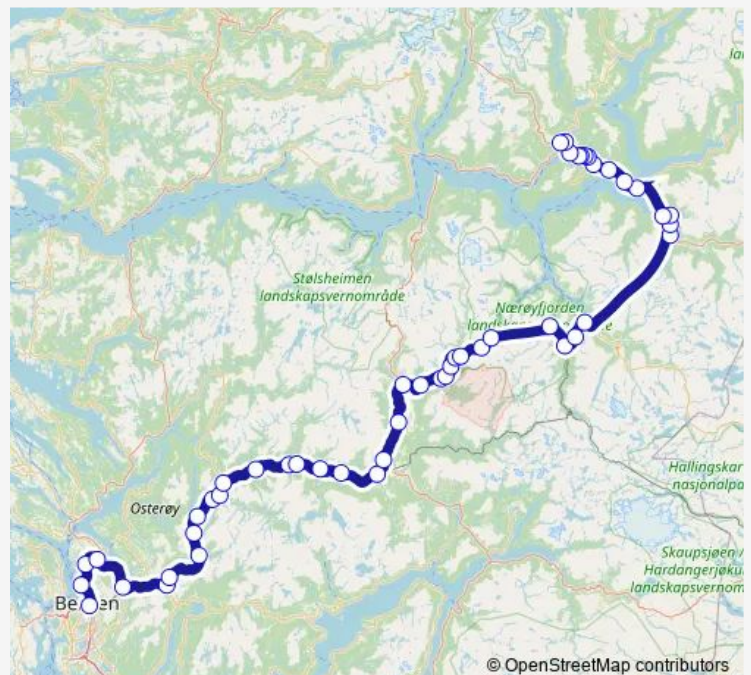 Stølsheimen
landskapsvernområde
Nærøyfjorden
Osterøy
Hallingskar
nasjonalpa
Skaupsjøen /
Hardangerjøku
landskapsvernom
© OpenStreetMap contributors